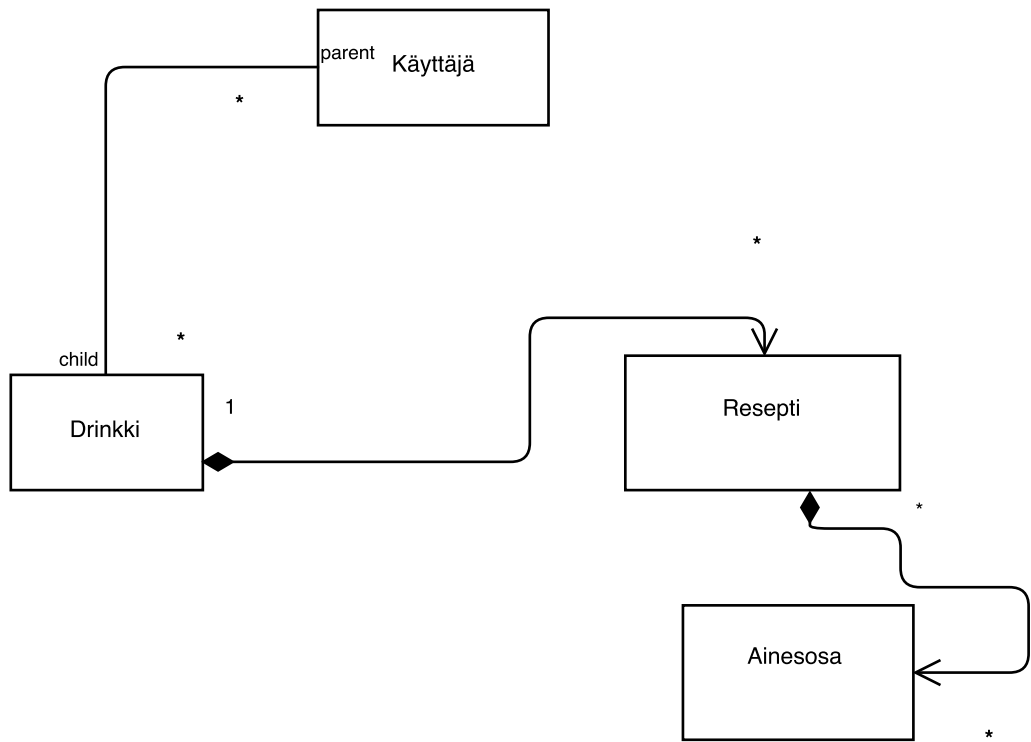 parent
Käyttäjä
*
*
*
child
1
Drinkki
Resepti
*
Ainesosa
*